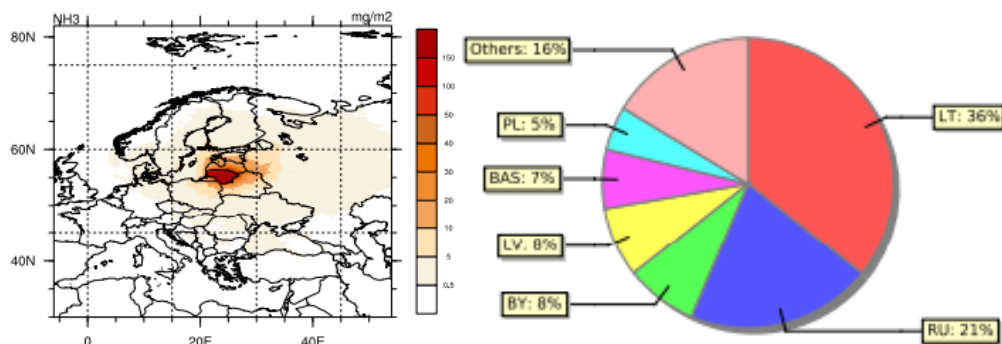 NH3 mg/m2
80N
60N
40N
0 20E 40E
150
100
50
40
30
20
10
5
0.5
Others: 16%
PL: 5%
BAS: 7%
LV: 8%
BY: 8%
LT: 36%
RU: 21%